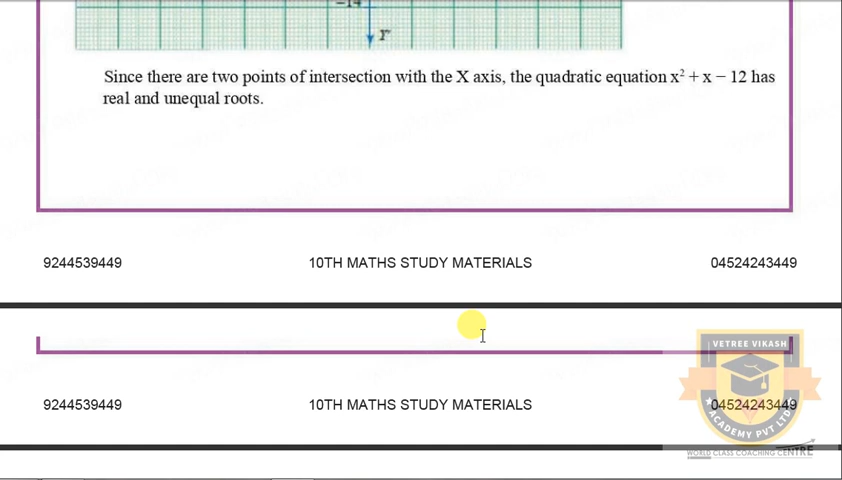 -14
Y'
Since there are two points of intersection with the X axis, the quadratic equation x² + x − 12 has
real and unequal roots.
9244539449 10TH MATHS STUDY MATERIALS 04524243449
VETREE VIKASH
9244539449 10TH MATHS STUDY MATERIALS 04524243449
★ ACADEMY PVT LTD
WORLD CLASS COACHING CENTRE